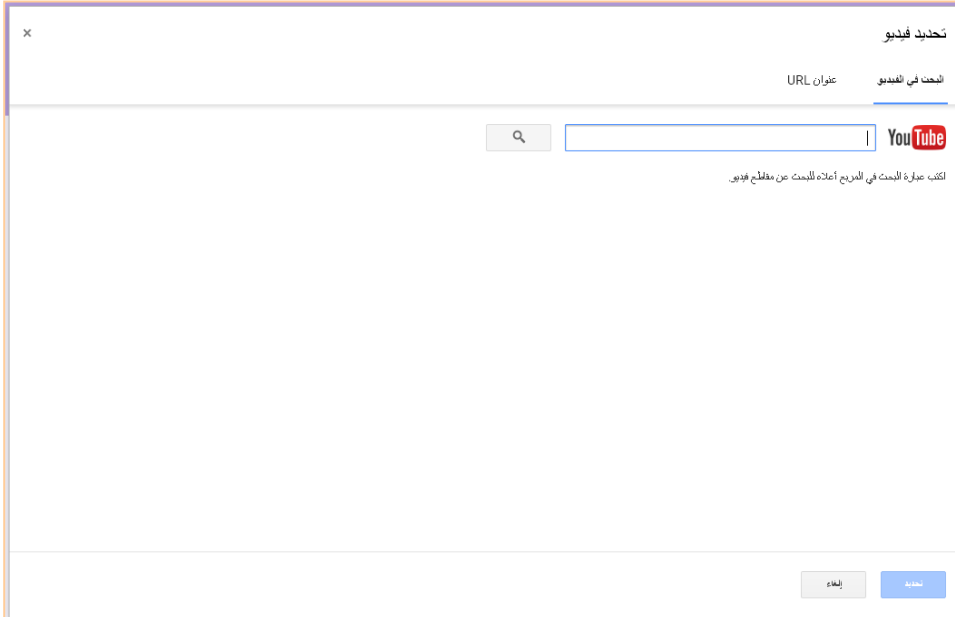 تحديد فيديو ×
البحث في الفيديو عنوان URL
YouTube
اكتب عبارة البحث في المربع أعلاه للبحث عن مقاطع فيديو.
تحديد إلغاء